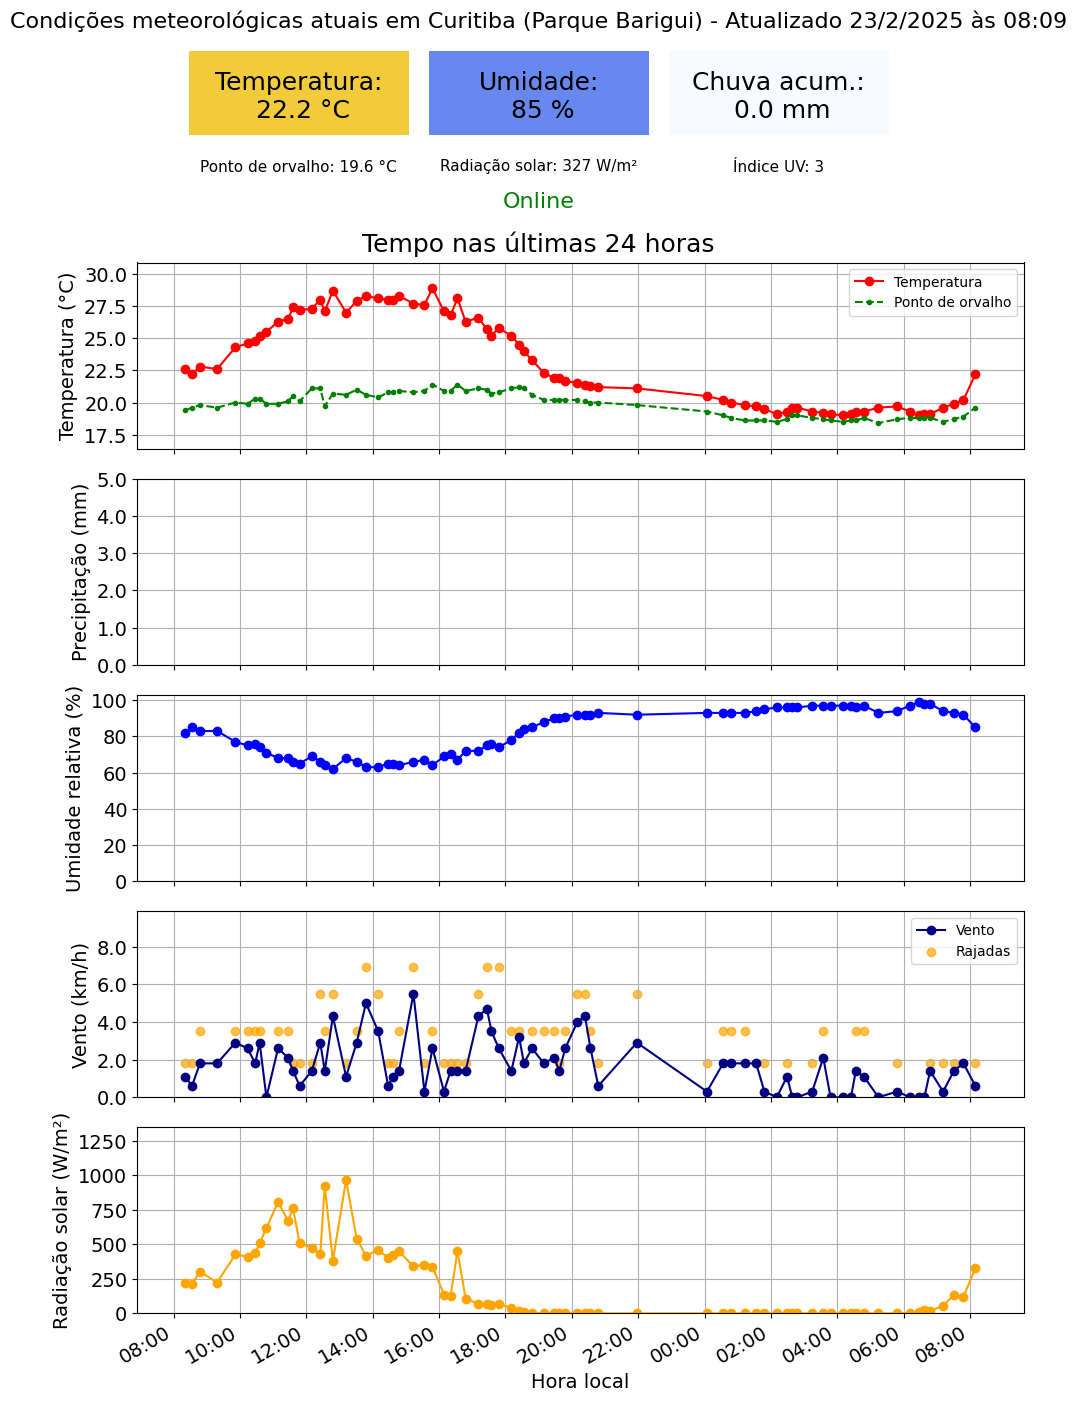 Condições meteorológicas atuais em Curitiba (Parque Barigui) - Atualizado 23/2/2025 às 08:09
Temperatura:
22.2 °C
Umidade:
85 %
Chuva acum.:
0.0 mm
Ponto de orvalho: 19.6 °C
Radiação solar: 327 W/m²
Índice UV: 3
Online
Tempo nas últimas 24 horas
Temperatura (°C)
30.0
27.5
25.0
22.5
20.0
17.5
Temperatura
Ponto de orvalho
Precipitação (mm)
5.0
4.0
3.0
2.0
1.0
0.0
Umidade relativa (%)
100
80
60
40
20
0
Vento (km/h)
8.0
6.0
4.0
2.0
0.0
Vento
Rajadas
Radiação solar (W/m²)
1250
1000
750
500
250
0
08:00
10:00
12:00
14:00
16:00
18:00
20:00
22:00
00:00
02:00
04:00
06:00
08:00
Hora local